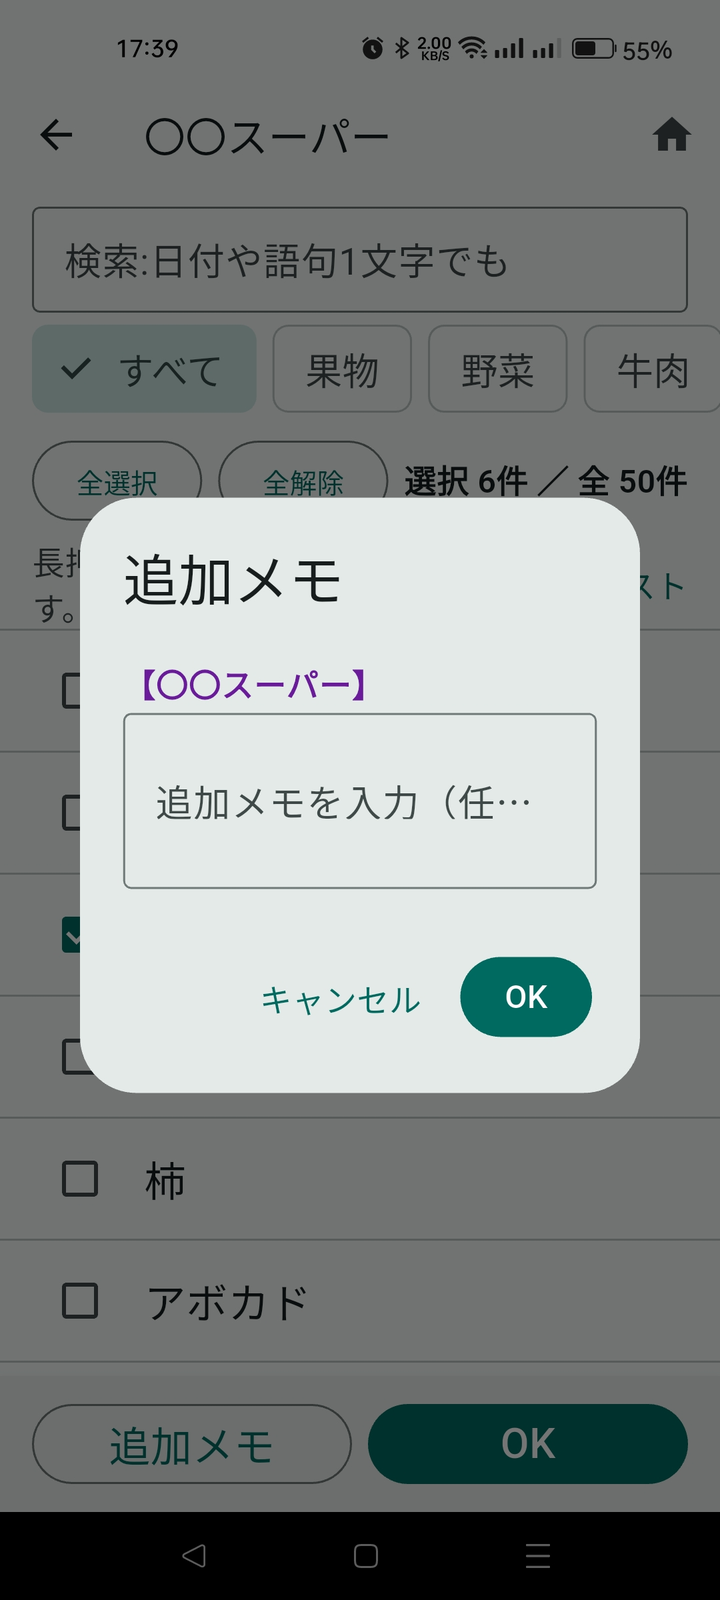 17:39 2.00 KB/S 55%
〇〇スーパー
検索:日付や語句1文字でも
すべて 果物 野菜 牛肉
全選択 全解除 選択 6件 ／ 全 50件
長押
す。 スト
追加メモ
【〇〇スーパー】
追加メモを入力（任…
キャンセル OK
柿
アボカド
追加メモ OK